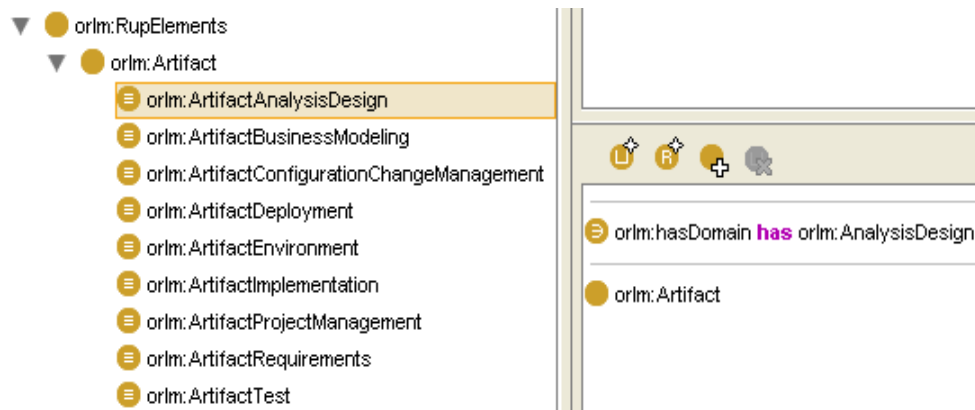 orlm:RupElements
orlm:Artifact
orlm:ArtifactAnalysisDesign
orlm:ArtifactBusinessModeling
orlm:ArtifactConfigurationChangeManagement
orlm:ArtifactDeployment
orlm:ArtifactEnvironment
orlm:ArtifactImplementation
orlm:ArtifactProjectManagement
orlm:ArtifactRequirements
orlm:ArtifactTest
orlm:hasDomain has orlm:AnalysisDesign
orlm:Artifact